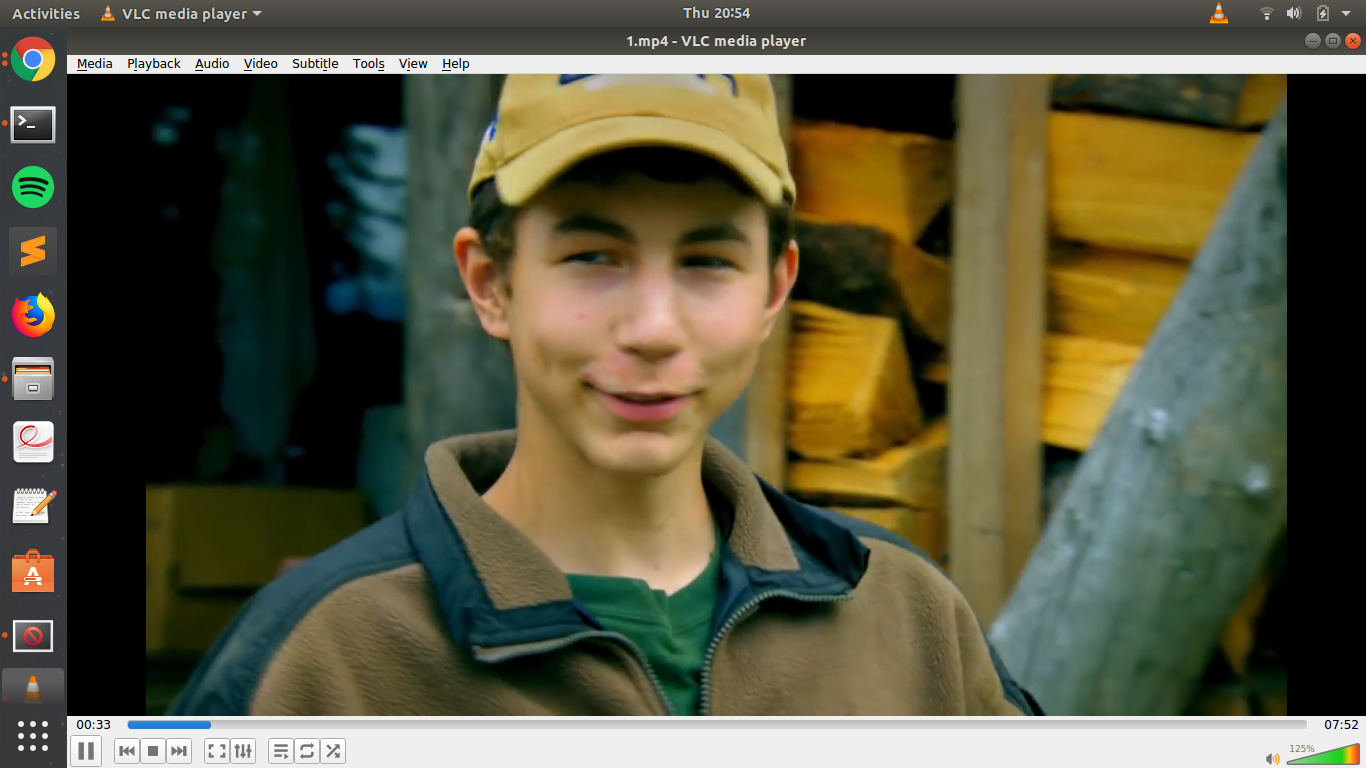 Activities VLC media player Thu 20:54
1.mp4 - VLC media player
Media Playback Audio Video Subtitle Tools View Help
00:33 07:52
125%